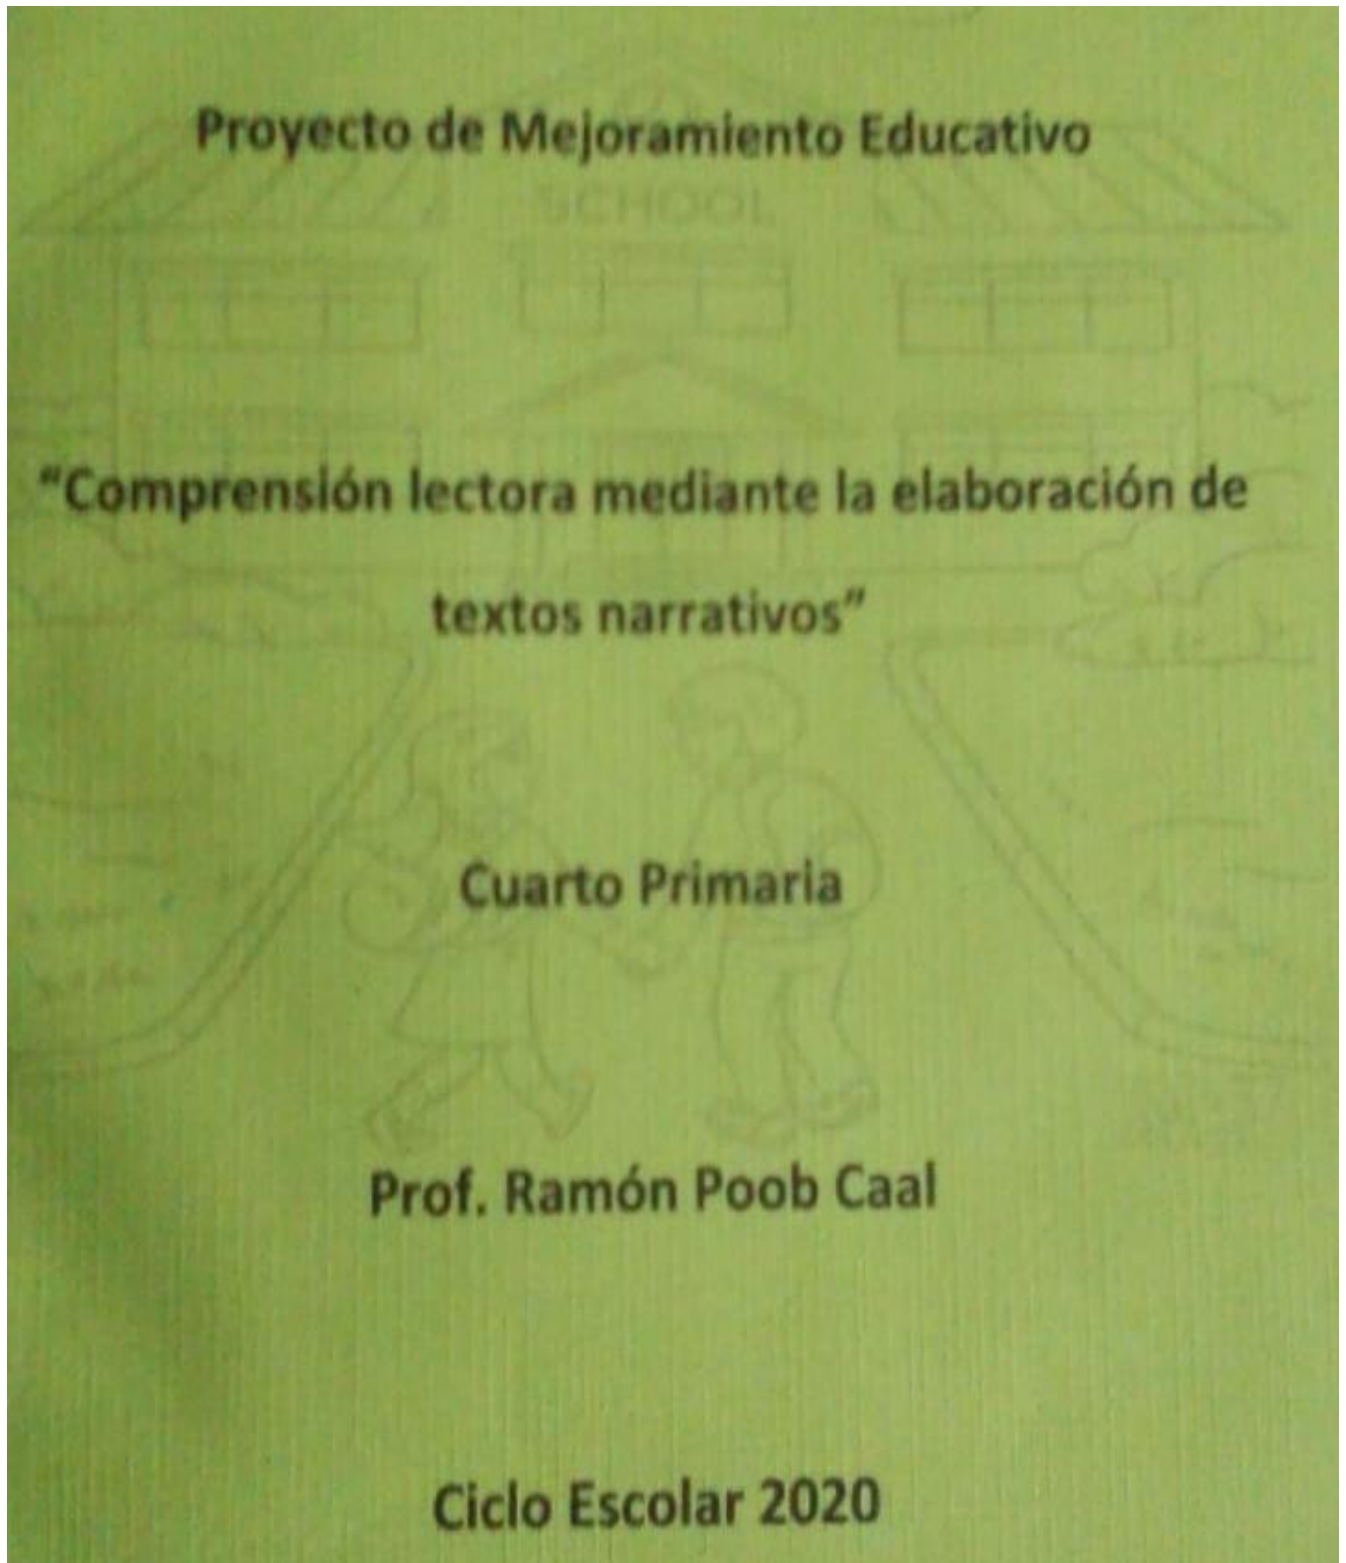 Proyecto de Mejoramiento Educativo
SCHOOL
“Comprensión lectora mediante la elaboración de
textos narrativos”
Cuarto Primaria
Prof. Ramón Poob Caal
Ciclo Escolar 2020